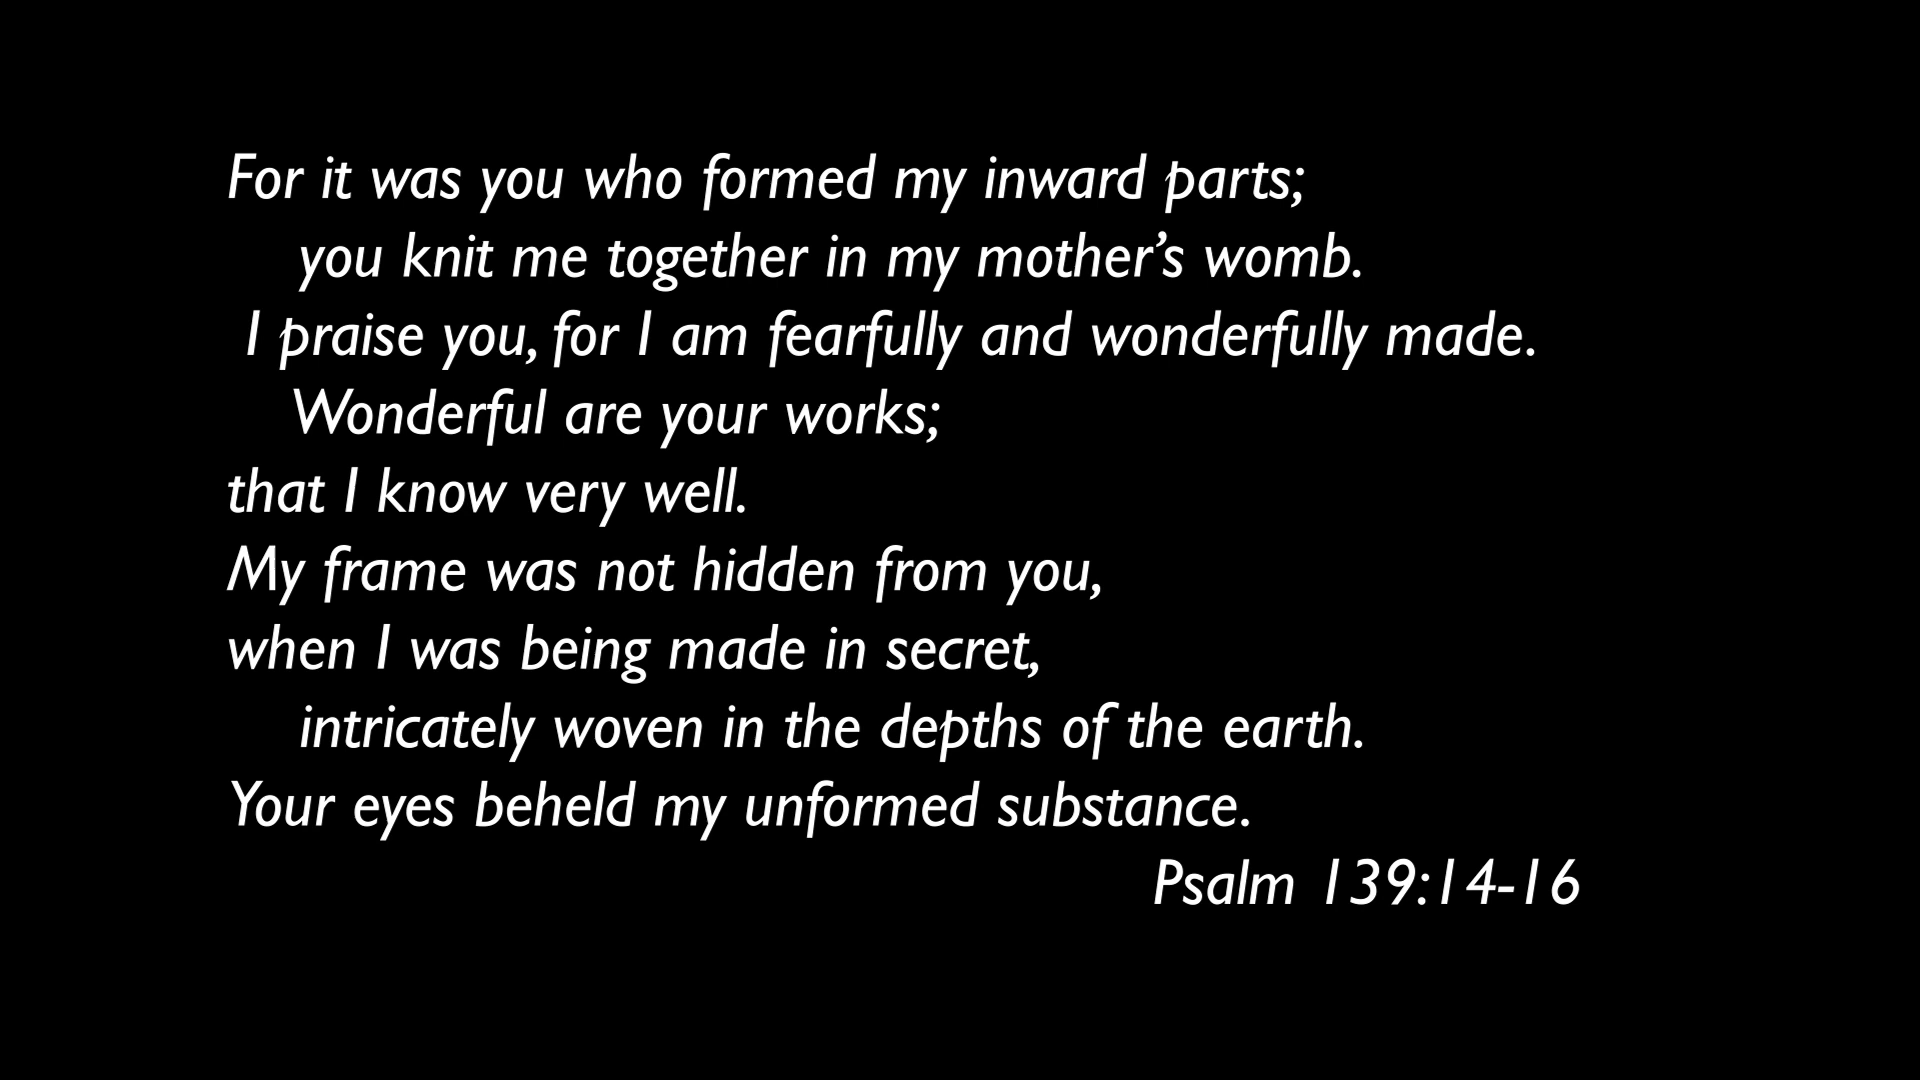 For it was you who formed my inward parts;
you knit me together in my mother’s womb.
I praise you, for I am fearfully and wonderfully made.
Wonderful are your works;
that I know very well.
My frame was not hidden from you,
when I was being made in secret,
intricately woven in the depths of the earth.
Your eyes beheld my unformed substance.
Psalm 139:14-16